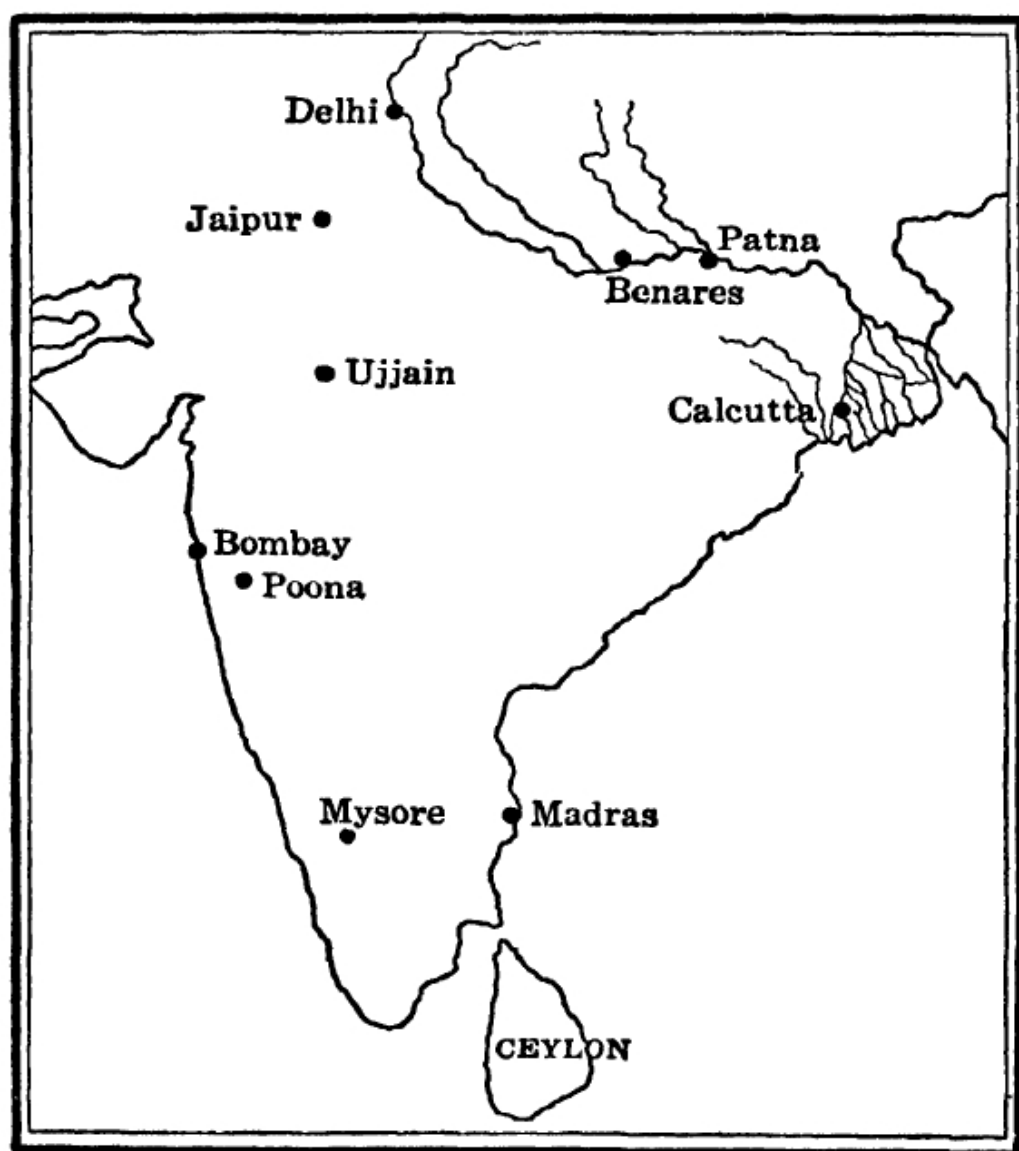 Delhi
Jaipur
Patna
Benares
Ujjain
Calcutta
Bombay
Poona
Mysore
Madras
CEYLON